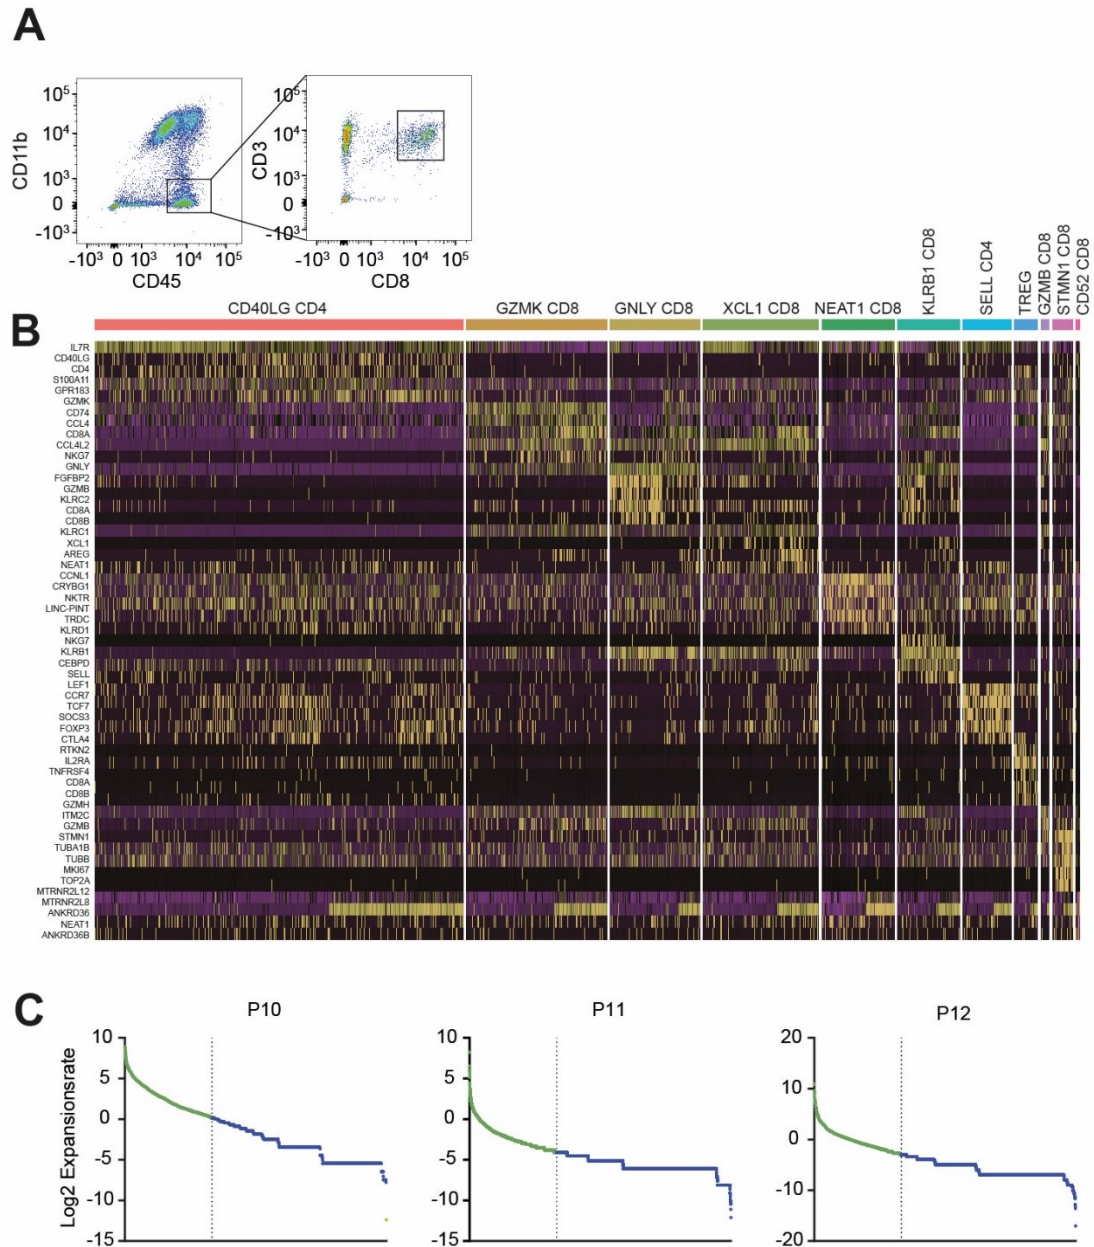 A
10⁵
10⁴
10³
0
-10³
CD11b
-10³ 0 10³ 10⁴ 10⁵
CD45
10⁵
10⁴
10³
0
-10³
CD3
-10³ 0 10³ 10⁴ 10⁵
CD8
B
CD40LG CD4
GZMK CD8
GNLY CD8
XCL1 CD8
NEAT1 CD8
KLRB1 CD8
SELL CD4
TREG
GZMB CD8
STMN1 CD8
CD52 CD8
IL7R
CD40LG
CD4
S100A11
GPR183
GZMK
CD74
CCL4
CD8A
CCL4L2
NKG7
GNLY
FGFBP2
GZMB
KLRC2
CD8A
CD8B
KLRC1
XCL1
AREG
NEAT1
CCNL1
CRYBG1
NKTR
LINC-PINT
TRDC
KLRD1
NKG7
KLRB1
CEBPD
SELL
LEF1
CCR7
TCF7
SOCS3
FOXP3
CTLA4
RTKN2
IL2RA
TNFRSF4
CD8A
CD8B
GZMH
ITM2C
GZMB
STMN1
TUBA1B
TUBB
MKI67
TOP2A
MTRNR2L12
MTRNR2L8
ANKRD36
NEAT1
ANKRD36B
C
P10
Log2 Expansionsrate
10
5
0
-5
-10
-15
P11
10
5
0
-5
-10
-15
P12
20
10
0
-10
-20